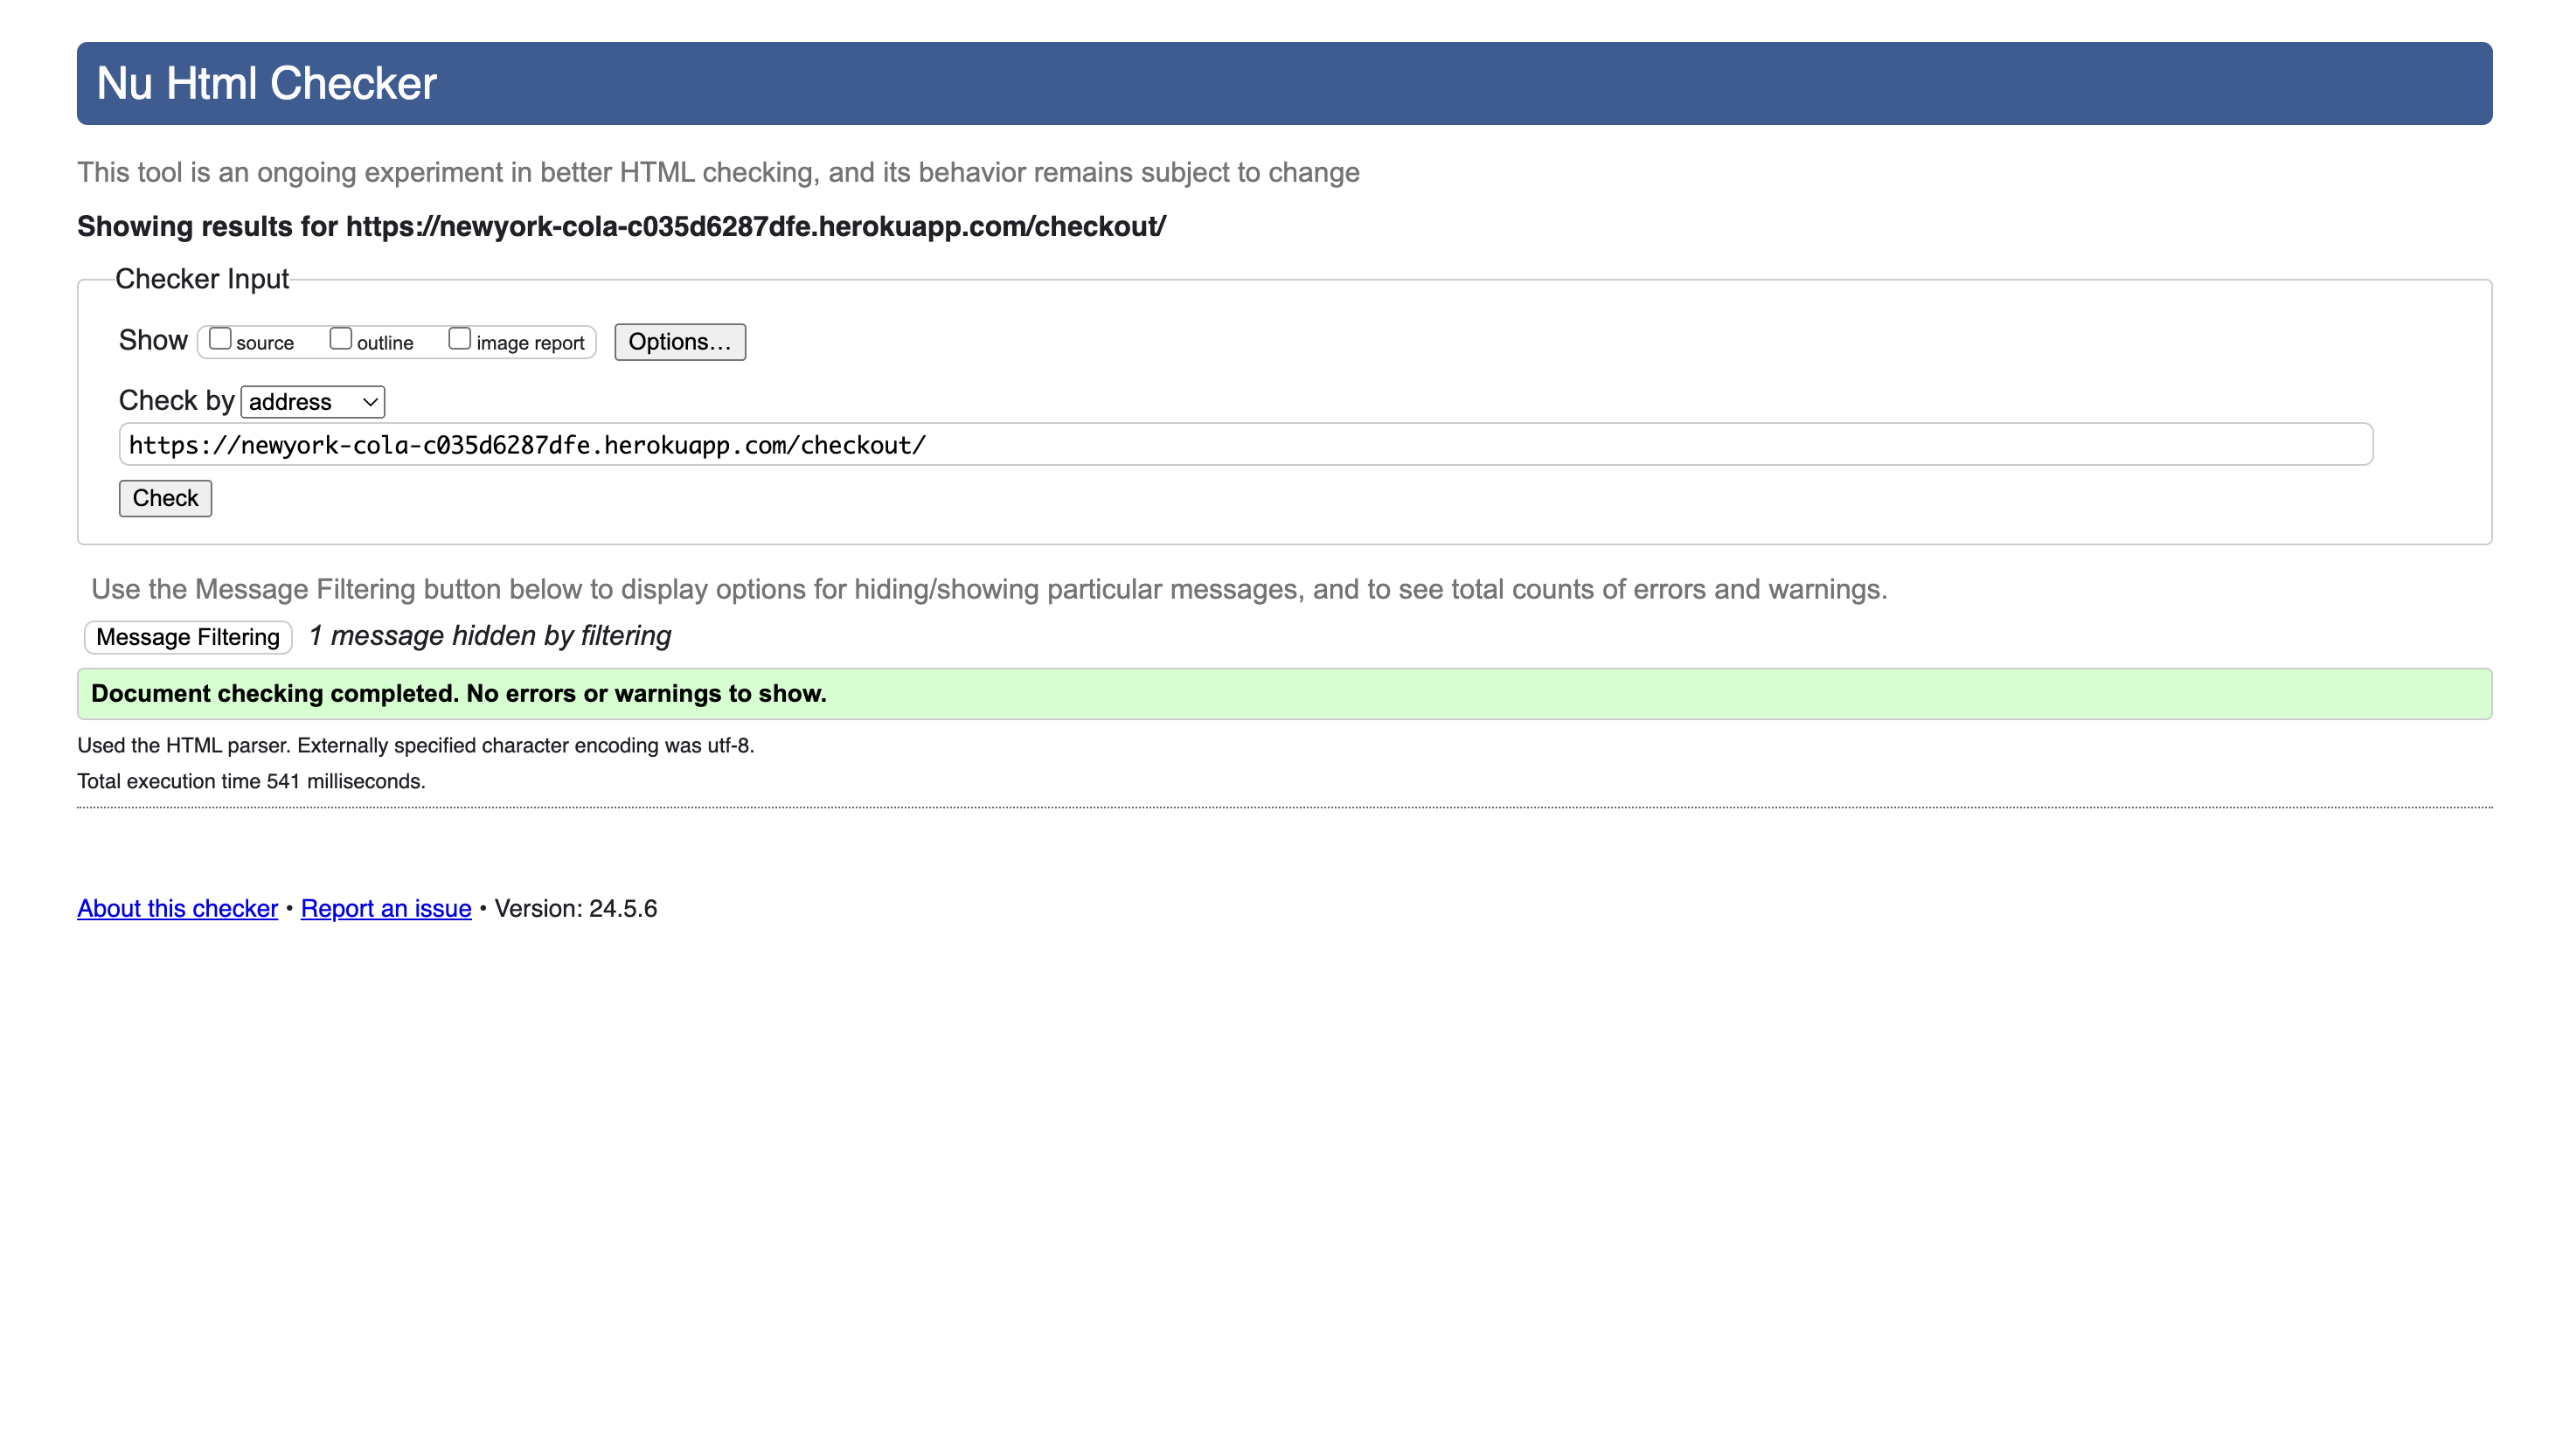 Nu Html Checker
This tool is an ongoing experiment in better HTML checking, and its behavior remains subject to change
Showing results for https://newyork-cola-c035d6287dfe.herokuapp.com/checkout/
Checker Input
Show source outline image report Options...
Check by address
https://newyork-cola-c035d6287dfe.herokuapp.com/checkout/
Check
Use the Message Filtering button below to display options for hiding/showing particular messages, and to see total counts of errors and warnings.
Message Filtering 1 message hidden by filtering
Document checking completed. No errors or warnings to show.
Used the HTML parser. Externally specified character encoding was utf-8.
Total execution time 541 milliseconds.
About this checker • Report an issue • Version: 24.5.6